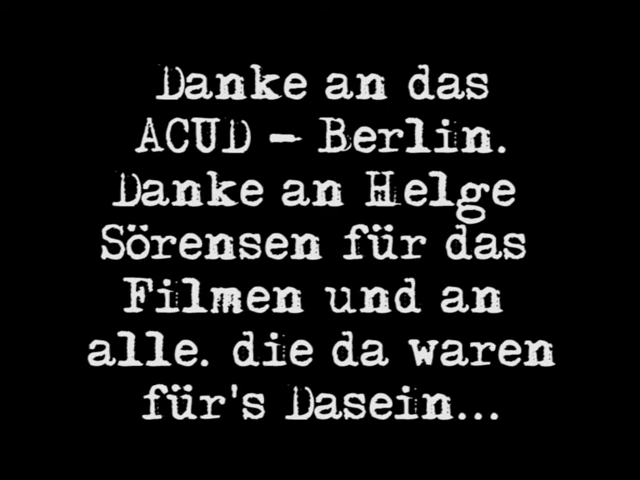 Danke an das
ACUD - Berlin.
Danke an Helge
Sörensen für das
Filmen und an
alle. die da waren
für's Dasein...